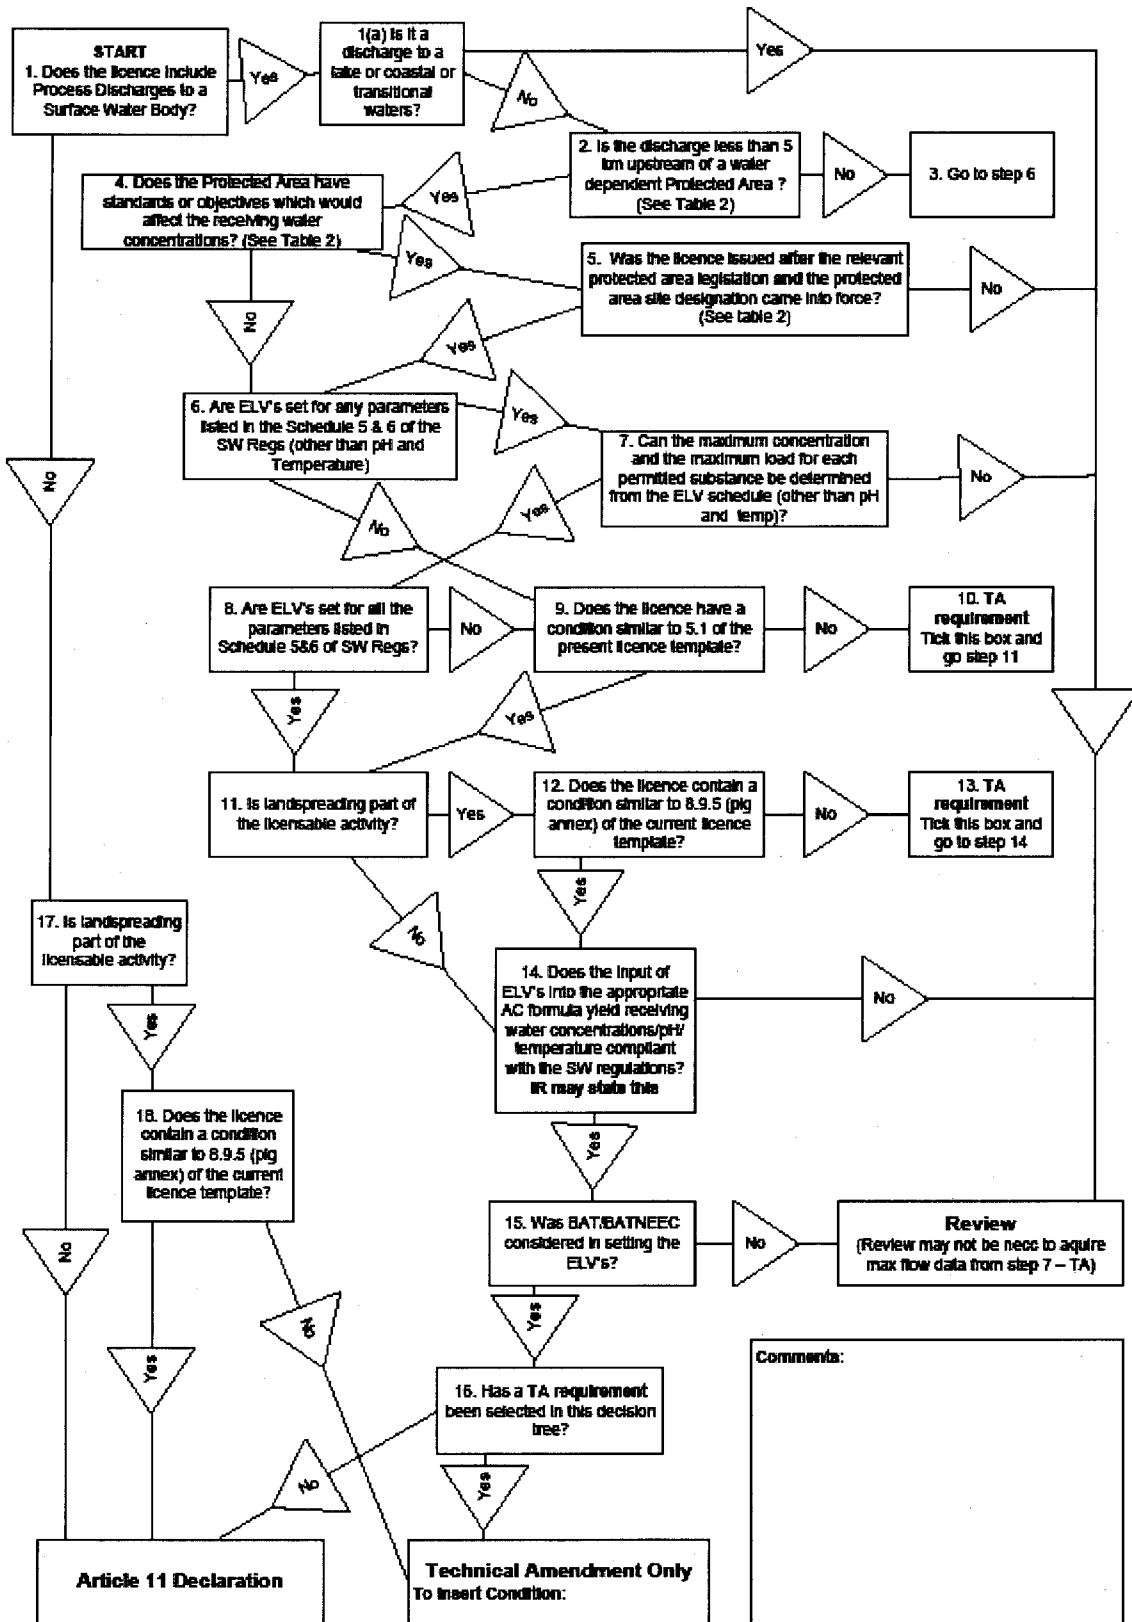 START
1. Does the licence include
Process Discharges to a
Surface Water Body?
Yes
1(a) Is it a
discharge to a
lake or coastal or
transitional
waters?
Yes
No
2. Is the discharge less than 5
km upstream of a water
dependent Protected Area ?
(See Table 2)
No
3. Go to step 6
Yes
4. Does the Protected Area have
standards or objectives which would
affect the receiving water
concentrations? (See Table 2)
Yes
No
5. Was the licence issued after the relevant
protected area legislation and the protected
area site designation came into force?
(See table 2)
No
Yes
6. Are ELV's set for any parameters
listed in the Schedule 5 & 6 of the
SW Regs (other than pH and
Temperature)
Yes
No
7. Can the maximum concentration
and the maximum load for each
permitted substance be determined
from the ELV schedule (other than pH
and temp)?
No
Yes
No
8. Are ELV's set for all the
parameters listed in
Schedule 5&6 of SW Regs?
No
9. Does the licence have a
condition similar to 5.1 of the
present licence template?
No
10. TA
requirement
Tick this box and
go step 11
Yes
Yes
11. Is landspreading part of
the licensable activity?
Yes
12. Does the licence contain a
condition similar to 8.9.5 (pig
annex) of the current licence
template?
No
13. TA
requirement
Tick this box and
go to step 14
Yes
No
17. Is landspreading
part of the
licensable activity?
14. Does the input of
ELV's into the appropriate
AC formula yield receiving
water concentrations/pH/
temperature compliant
with the SW regulations?
IR may state this
No
Yes
18. Does the licence
contain a condition
similar to 8.9.5 (pig
annex) of the current
licence template?
Yes
15. Was BAT/BATNEEC
considered in setting the
ELV's?
No
Review
(Review may not be necc to aquire
max flow data from step 7 – TA)
No
No
Yes
Yes
16. Has a TA requirement
been selected in this decision
tree?
No
Yes
Comments:
Article 11 Declaration
Technical Amendment Only
To Insert Condition: